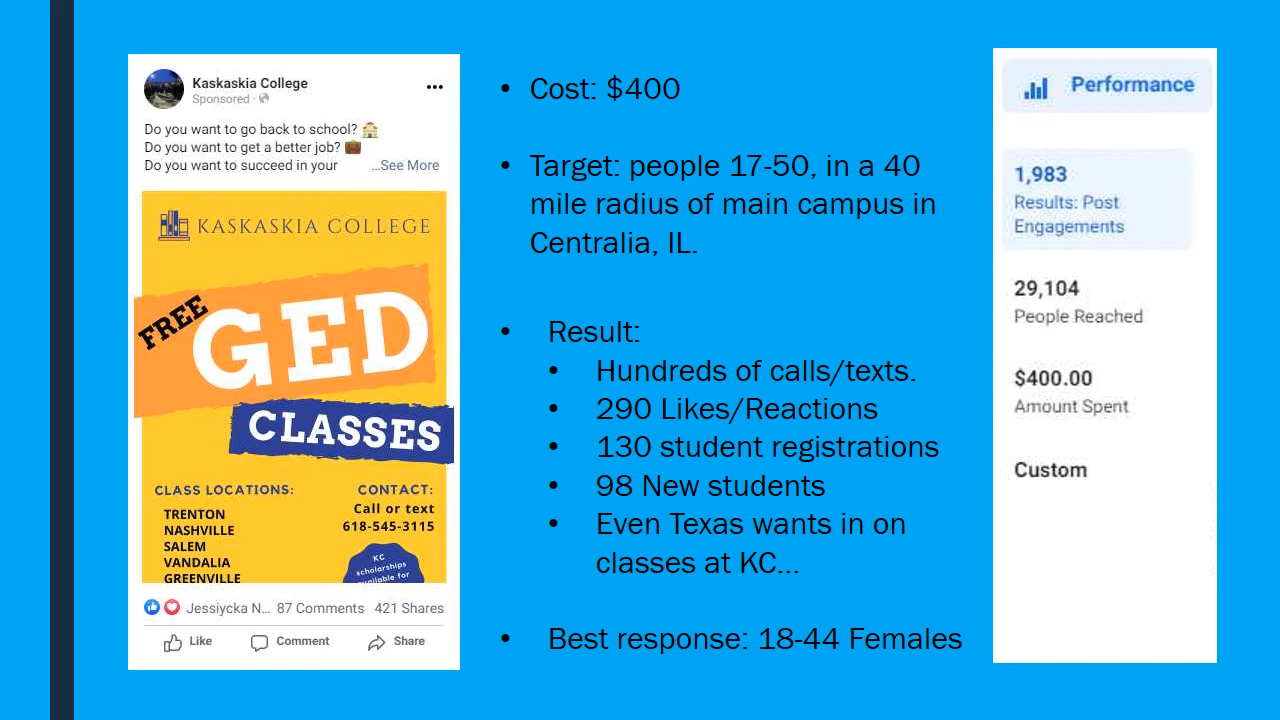 Kaskaskia College
Sponsored ·
Do you want to go back to school?
Do you want to get a better job?
Do you want to succeed in your ...See More
KASKASKIA COLLEGE
FREE
GED
CLASSES
CLASS LOCATIONS:
TRENTON
NASHVILLE
SALEM
VANDALIA
GREENVILLE
CONTACT:
Call or text
618-545-3115
KC
scholarships
available for
Jessiycka N... 87 Comments 421 Shares
Like Comment Share
• Cost: $400
• Target: people 17-50, in a 40
mile radius of main campus in
Centralia, IL.
• Result:
• Hundreds of calls/texts.
• 290 Likes/Reactions
• 130 student registrations
• 98 New students
• Even Texas wants in on
classes at KC...
• Best response: 18-44 Females
Performance
1,983
Results: Post
Engagements
29,104
People Reached
$400.00
Amount Spent
Custom